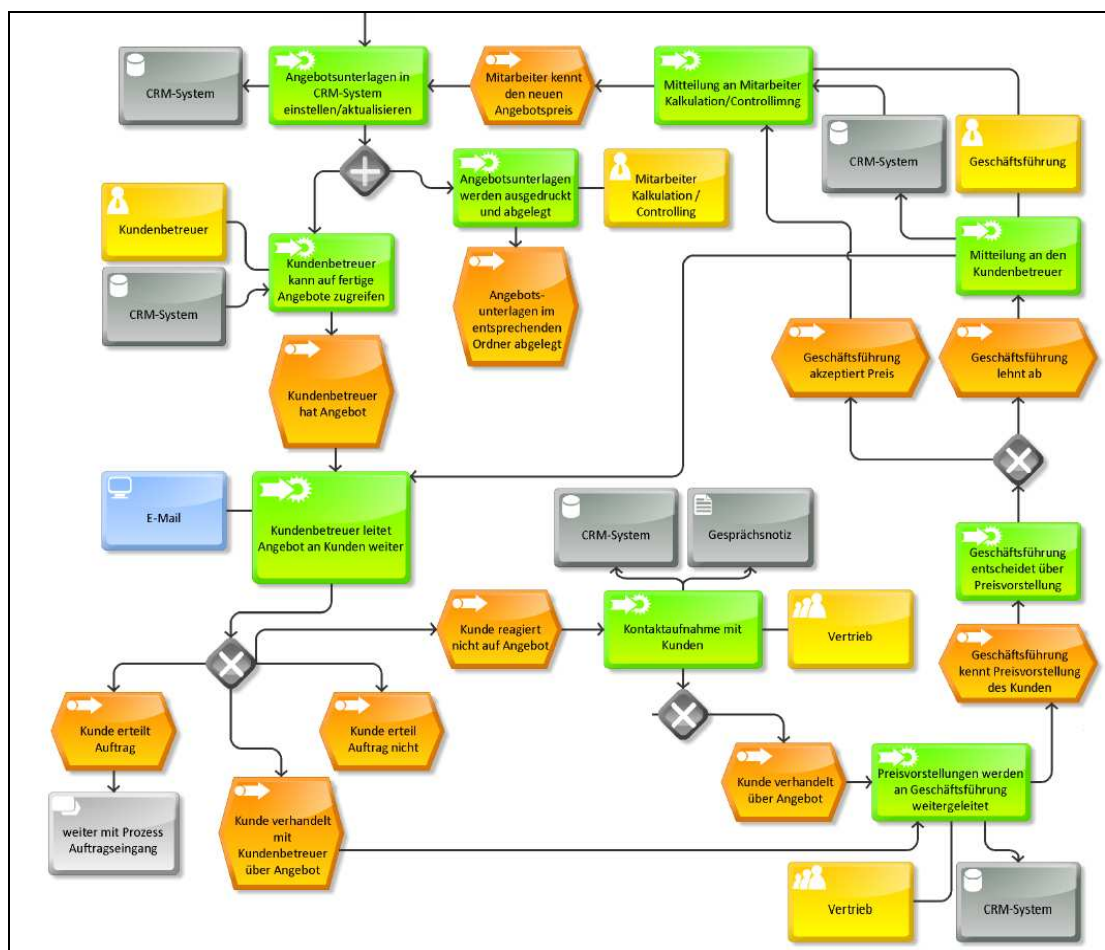 CRM-System
Angebotsunterlagen in
CRM-System
einstellen/aktualisieren
Mitarbeiter kennt
den neuen
Angebotspreis
Mitteilung an Mitarbeiter
Kalkulation/Controllimng
CRM-System
Geschäftsführung
Angebotsunterlagen
werden ausgedruckt
und abgelegt
Mitarbeiter
Kalkulation /
Controlling
Kundenbetreuer
Kundenbetreuer
kann auf fertige
Angebote zugreifen
CRM-System
Mitteilung an den
Kundenbetreuer
Angebots-
unterlagen im
entsprechenden
Ordner abgelegt
Geschäftsführung
akzeptiert Preis
Geschäftsführung
lehnt ab
Kundenbetreuer
hat Angebot
E-Mail
Kundenbetreuer leitet
Angebot an Kunden weiter
CRM-System
Gesprächsnotiz
Geschäftsführung
entscheidet über
Preisvorstellung
Kunde reagiert
nicht auf Angebot
Kontaktaufnahme mit
Kunden
Vertrieb
Geschäftsführung
kennt Preisvorstellung
des Kunden
Kunde erteilt
Auftrag
Kunde erteil
Auftrag nicht
Kunde verhandelt
über Angebot
Preisvorstellungen werden
an Geschäftsführung
weitergeleitet
weiter mit Prozess
Auftragseingang
Kunde verhandelt
mit
Kundenbetreuer
über Angebot
Vertrieb
CRM-System